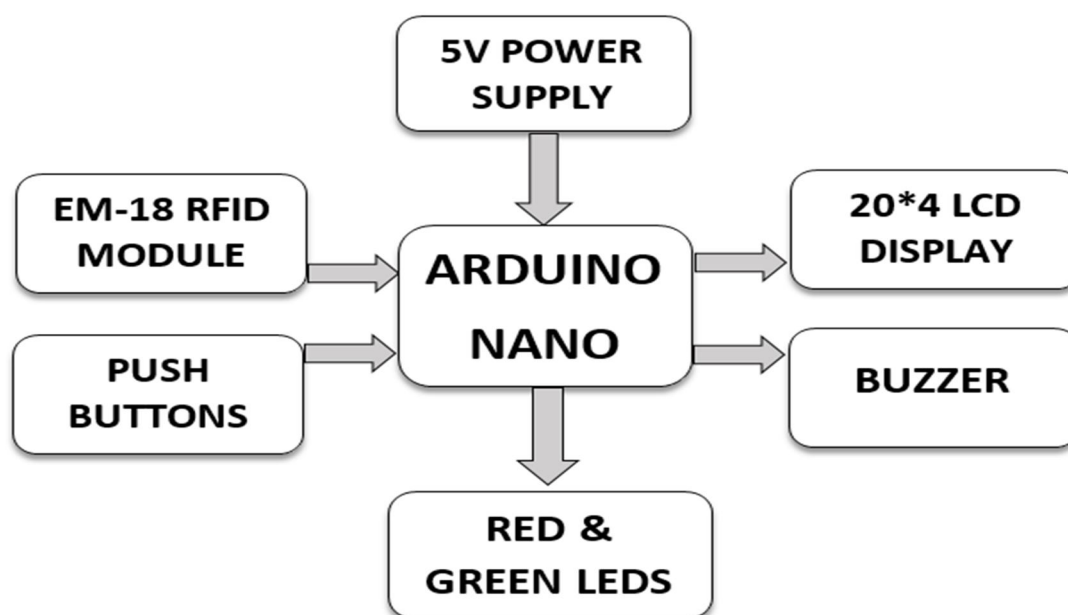 5V POWER
SUPPLY
EM-18 RFID
MODULE
20*4 LCD
DISPLAY
ARDUINO
NANO
PUSH
BUTTONS
BUZZER
RED &
GREEN LEDS